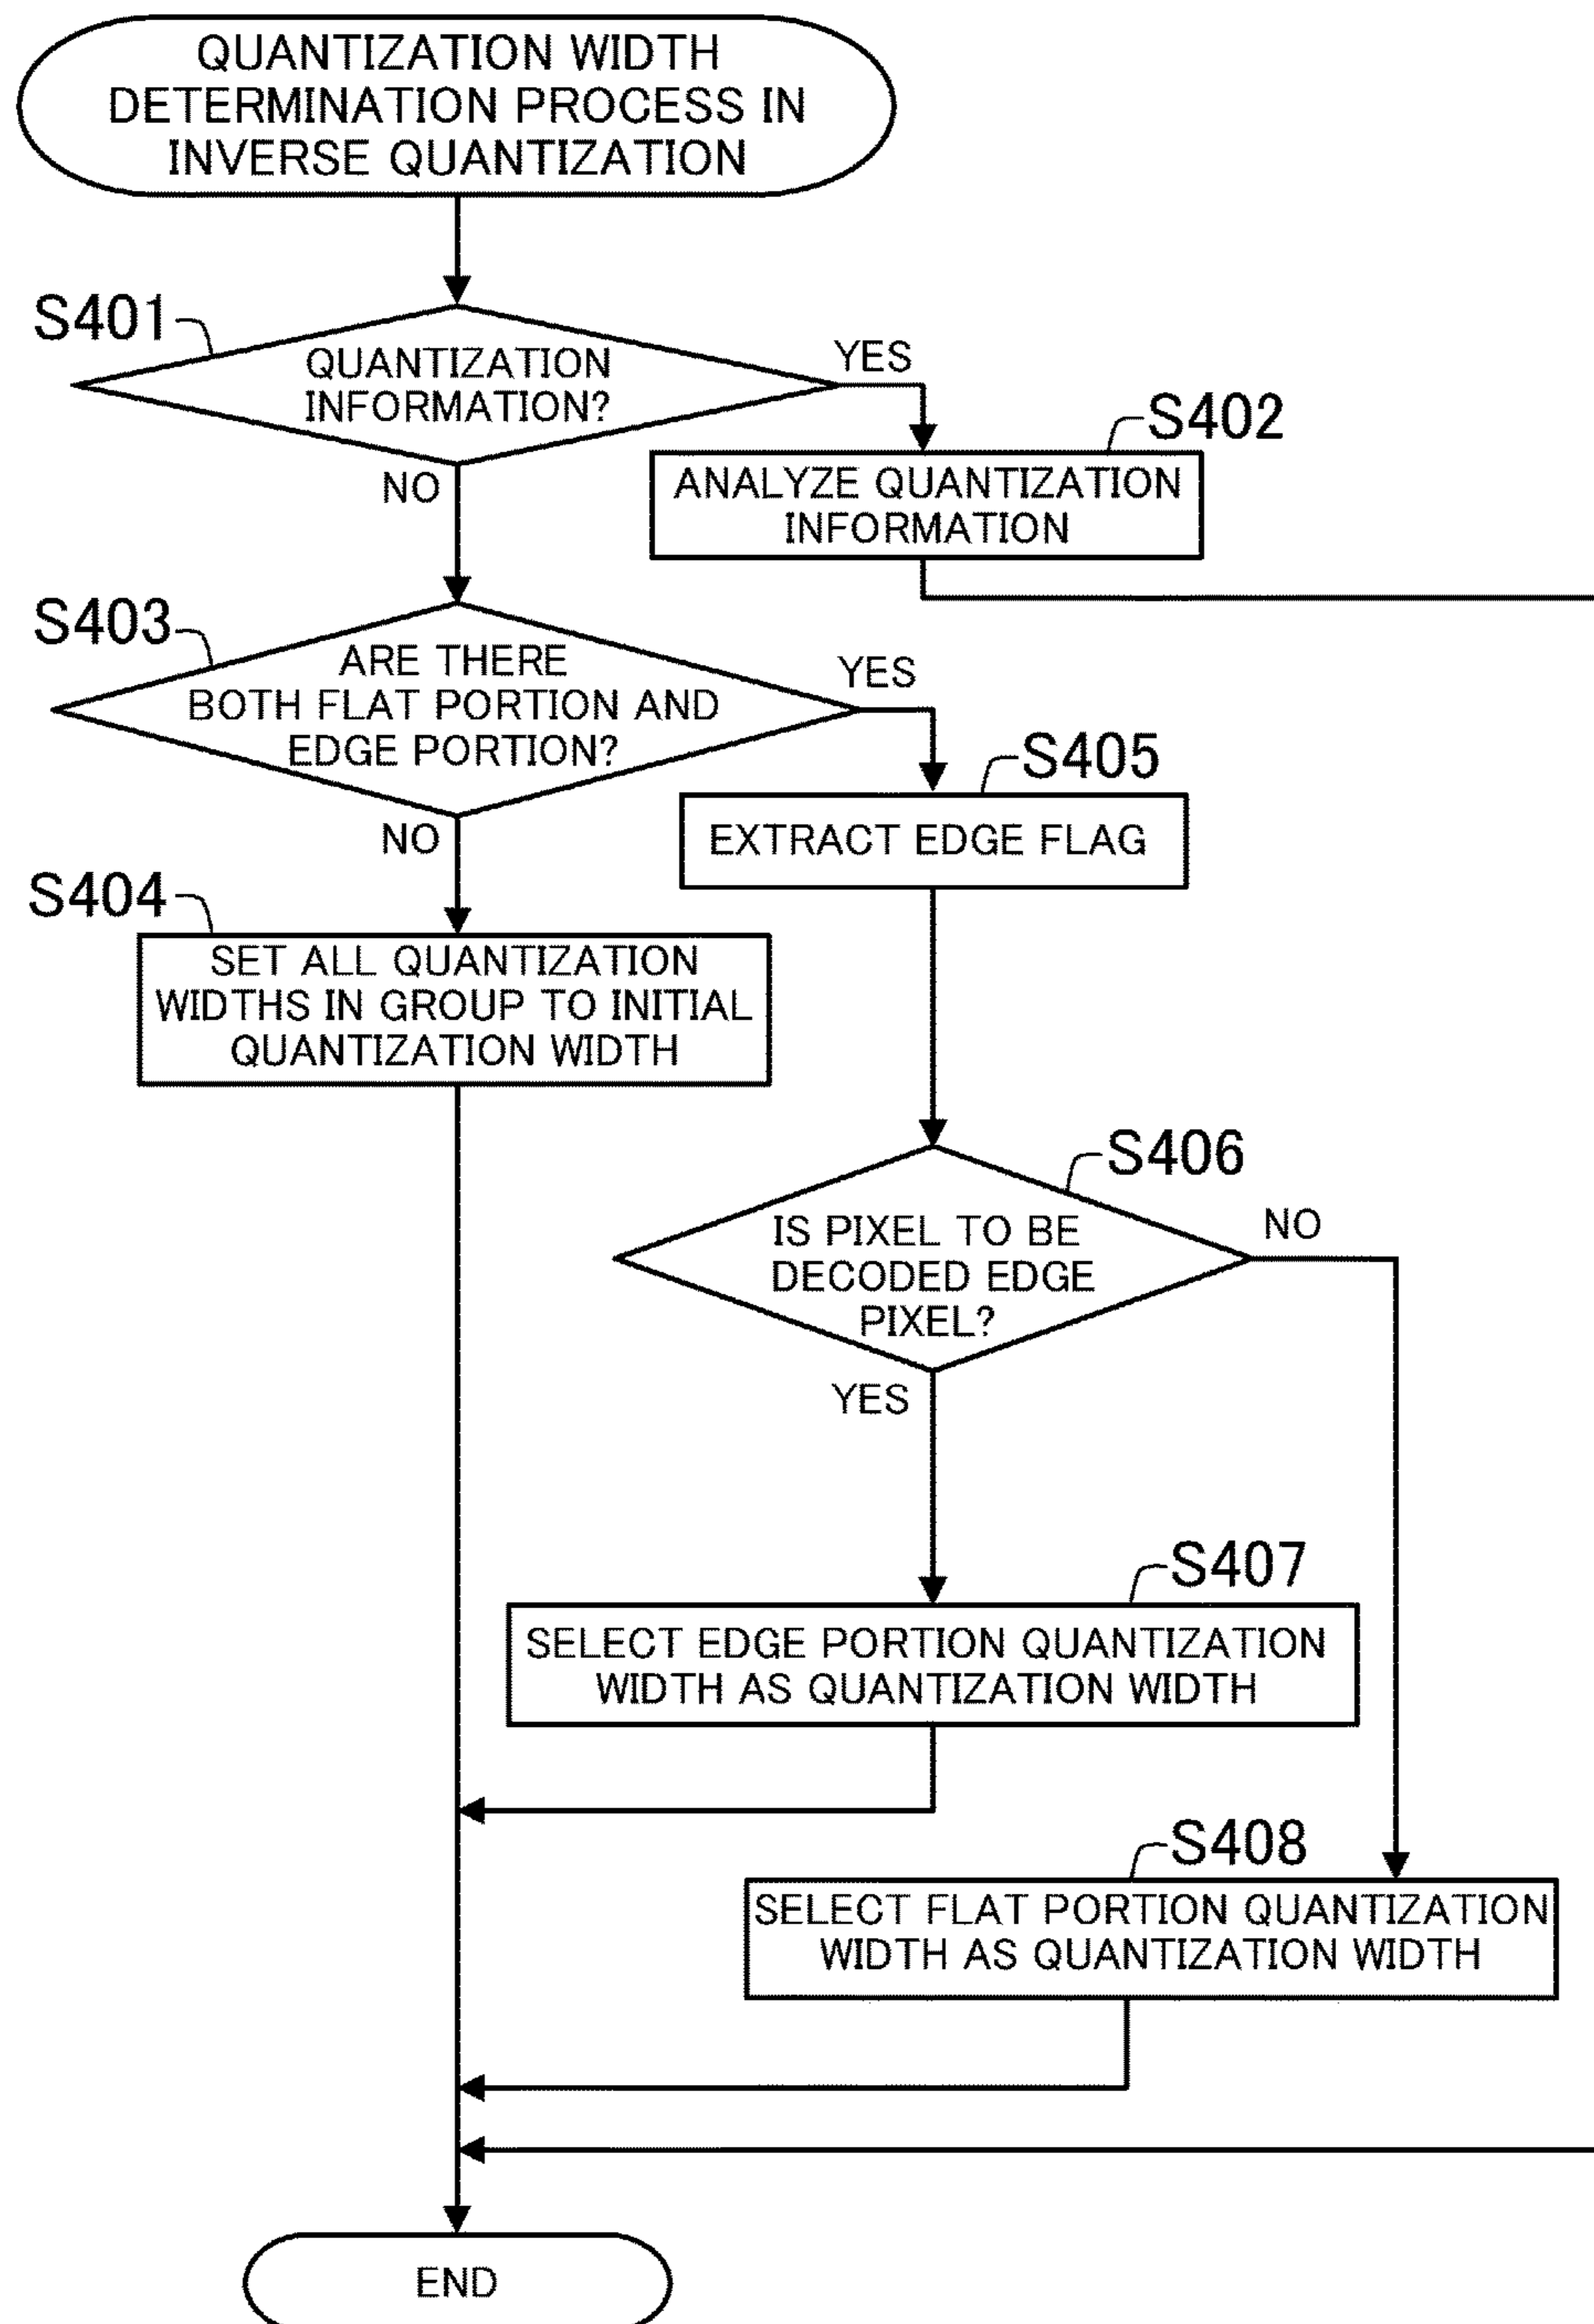 QUANTIZATION WIDTH
DETERMINATION PROCESS IN
INVERSE QUANTIZATION
S401
QUANTIZATION
INFORMATION?
YES
NO
S402
ANALYZE QUANTIZATION
INFORMATION
S403
ARE THERE
BOTH FLAT PORTION AND
EDGE PORTION?
YES
NO
S405
EXTRACT EDGE FLAG
S404
SET ALL QUANTIZATION
WIDTHS IN GROUP TO INITIAL
QUANTIZATION WIDTH
S406
IS PIXEL TO BE
DECODED EDGE
PIXEL?
NO
YES
S407
SELECT EDGE PORTION QUANTIZATION
WIDTH AS QUANTIZATION WIDTH
S408
SELECT FLAT PORTION QUANTIZATION
WIDTH AS QUANTIZATION WIDTH
END